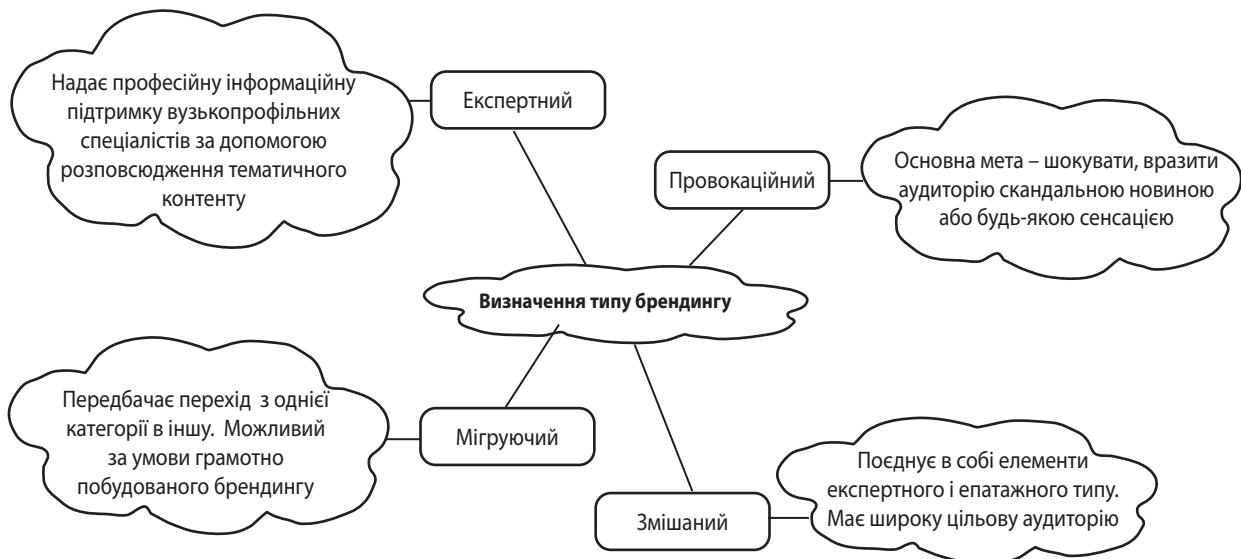 Надає професійну інформаційну
підтримку вузькопрофільних
спеціалістів за допомогою
розповсюдження тематичного
контенту
Експертний
Провокаційний
Основна мета – шокувати, вразити
аудиторію скандальною новиною
або будь-якою сенсацією
Визначення типу брендингу
Передбачає перехід з однієї
категорії в іншу. Можливий
за умови грамотно
побудованого брендингу
Мігруючий
Змішаний
Поєднує в собі елементи
експертного і епатажного типу.
Має широку цільову аудиторію